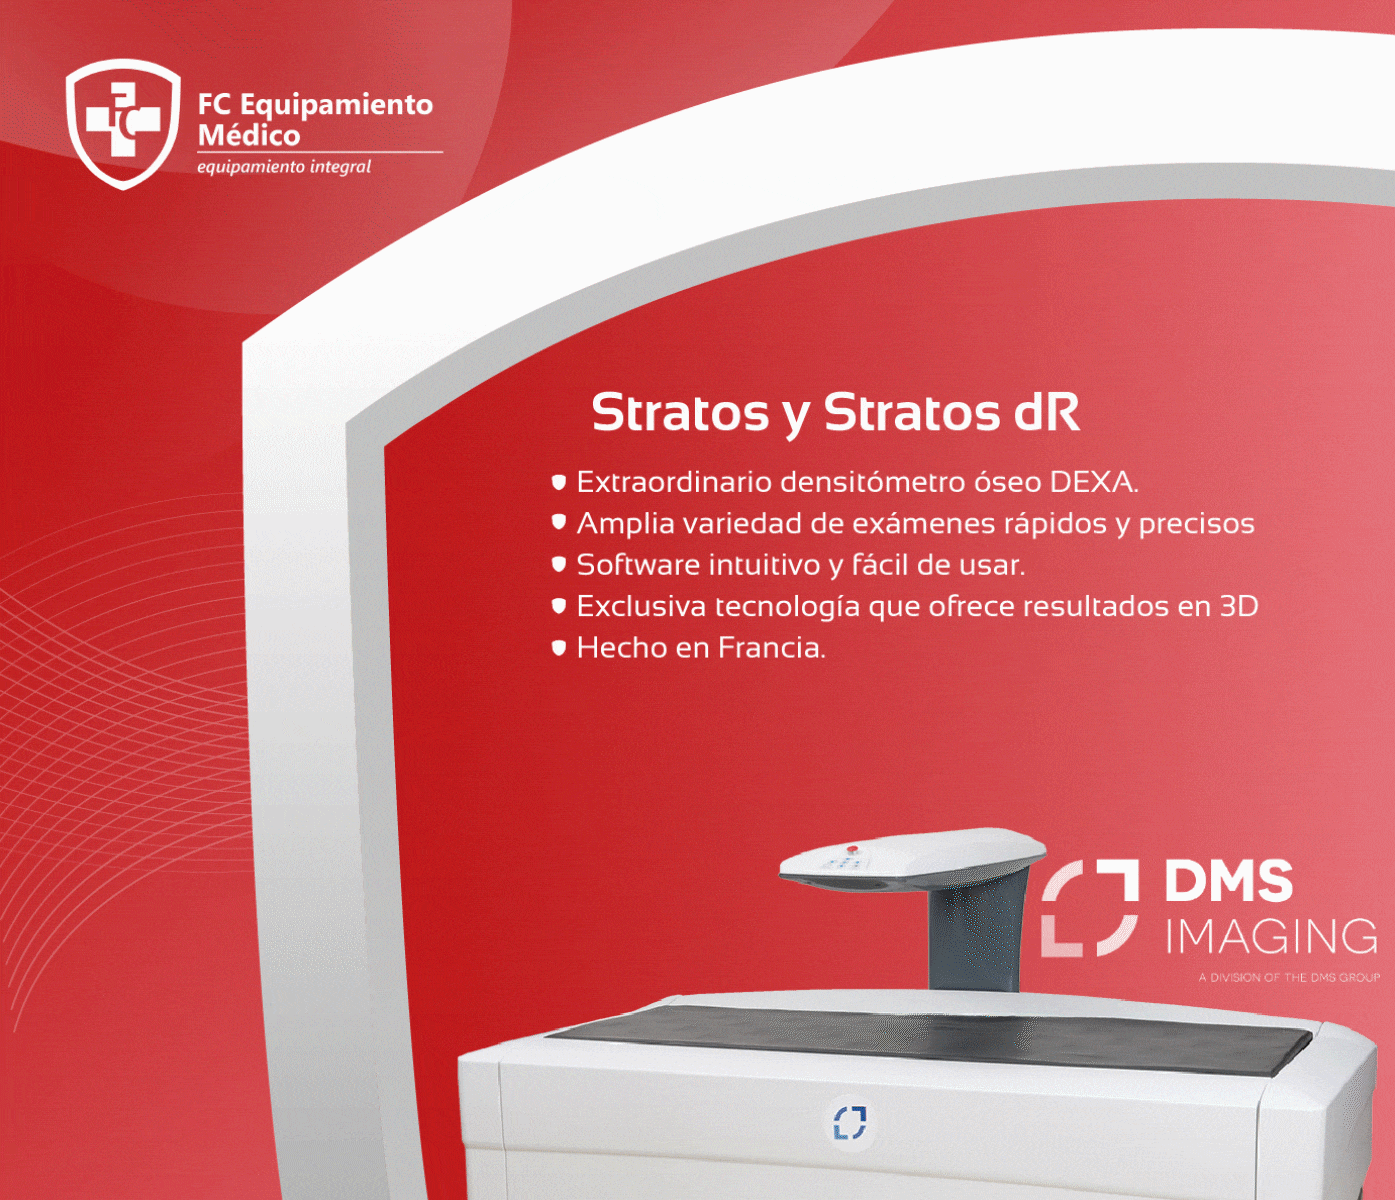 FC Equipamiento
Médico
equipamiento integral
Stratos y Stratos dR
Extraordinario densitómetro óseo DEXA.
Amplia variedad de exámenes rápidos y precisos
Software intuitivo y fácil de usar.
Exclusiva tecnología que ofrece resultados en 3D
Hecho en Francia.
DMS
IMAGING
A DIVISION OF THE DMS GROUP